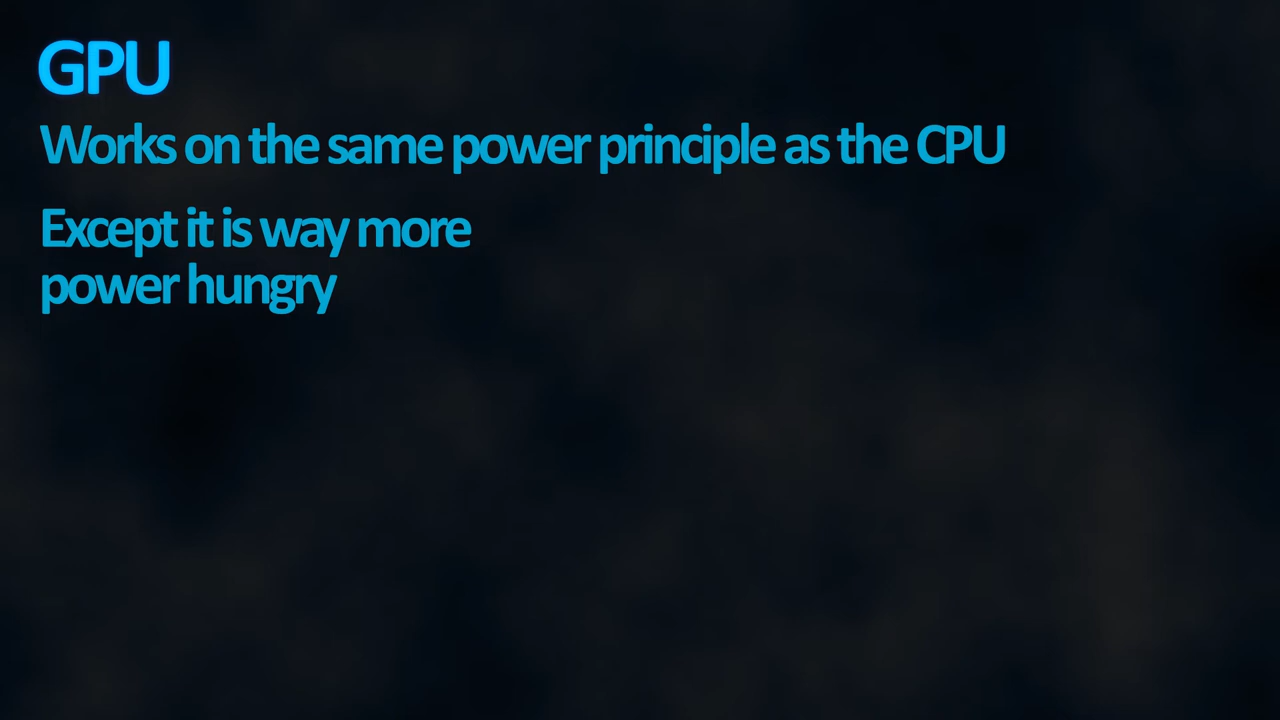 GPU
Works on the same power principle as the CPU
Except it is way more
power hungry